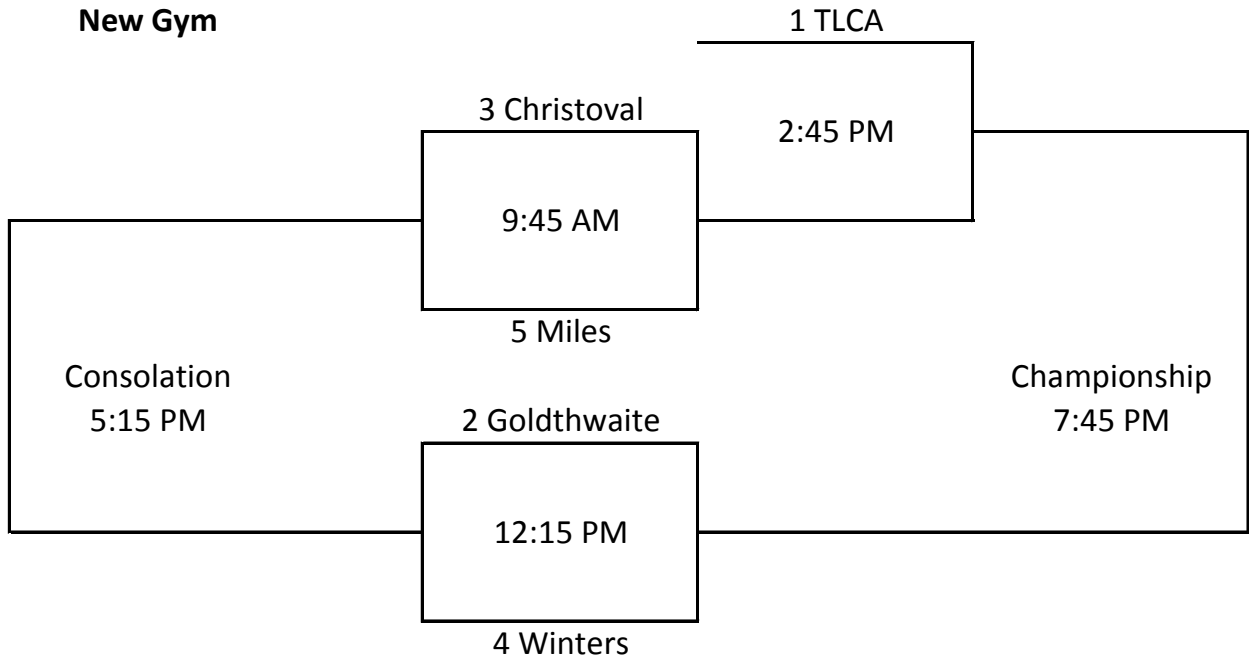 New Gym
1 TLCA
3 Christoval
2:45 PM
9:45 AM
5 Miles
Consolation
5:15 PM
Championship
7:45 PM
2 Goldthwaite
12:15 PM
4 Winters